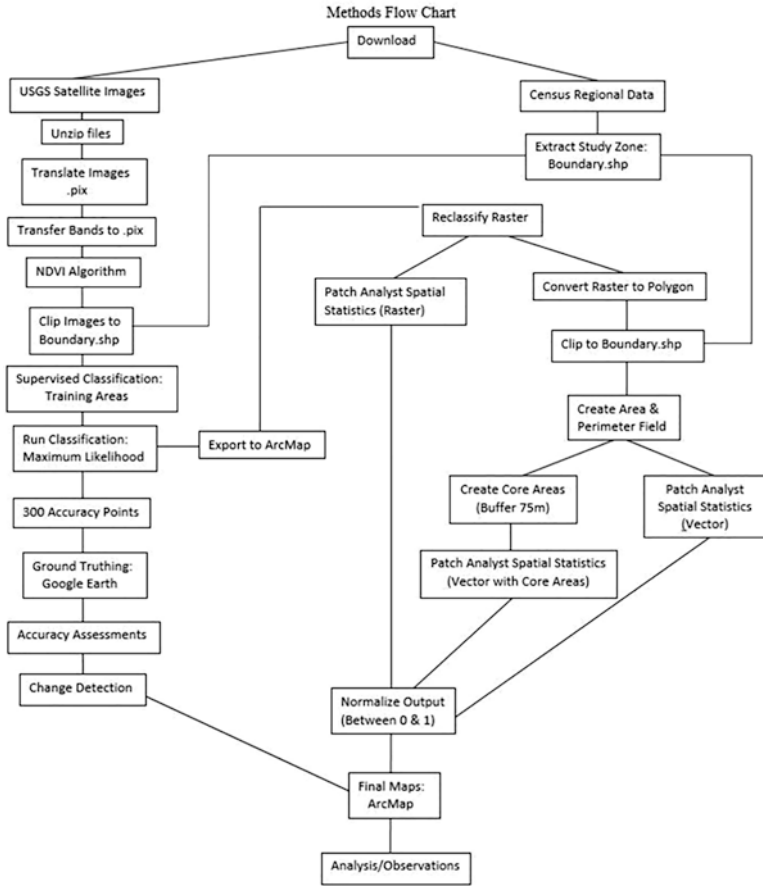 Methods Flow Chart
Download
USGS Satellite Images
Census Regional Data
Unzip files
Extract Study Zone:
Boundary.shp
Translate Images
.pix
Reclassify Raster
Transfer Bands to .pix
NDVI Algorithm
Patch Analyst Spatial
Statistics (Raster)
Convert Raster to Polygon
Clip Images to
Boundary.shp
Clip to Boundary.shp
Supervised Classification:
Training Areas
Create Area &
Perimeter Field
Run Classification:
Maximum Likelihood
Export to ArcMap
Create Core Areas
(Buffer 75m)
Patch Analyst
Spatial Statistics
(Vector)
300 Accuracy Points
Ground Truthing:
Google Earth
Patch Analyst Spatial Statistics
(Vector with Core Areas)
Accuracy Assessments
Change Detection
Normalize Output
(Between 0 & 1)
Final Maps:
ArcMap
Analysis/Observations